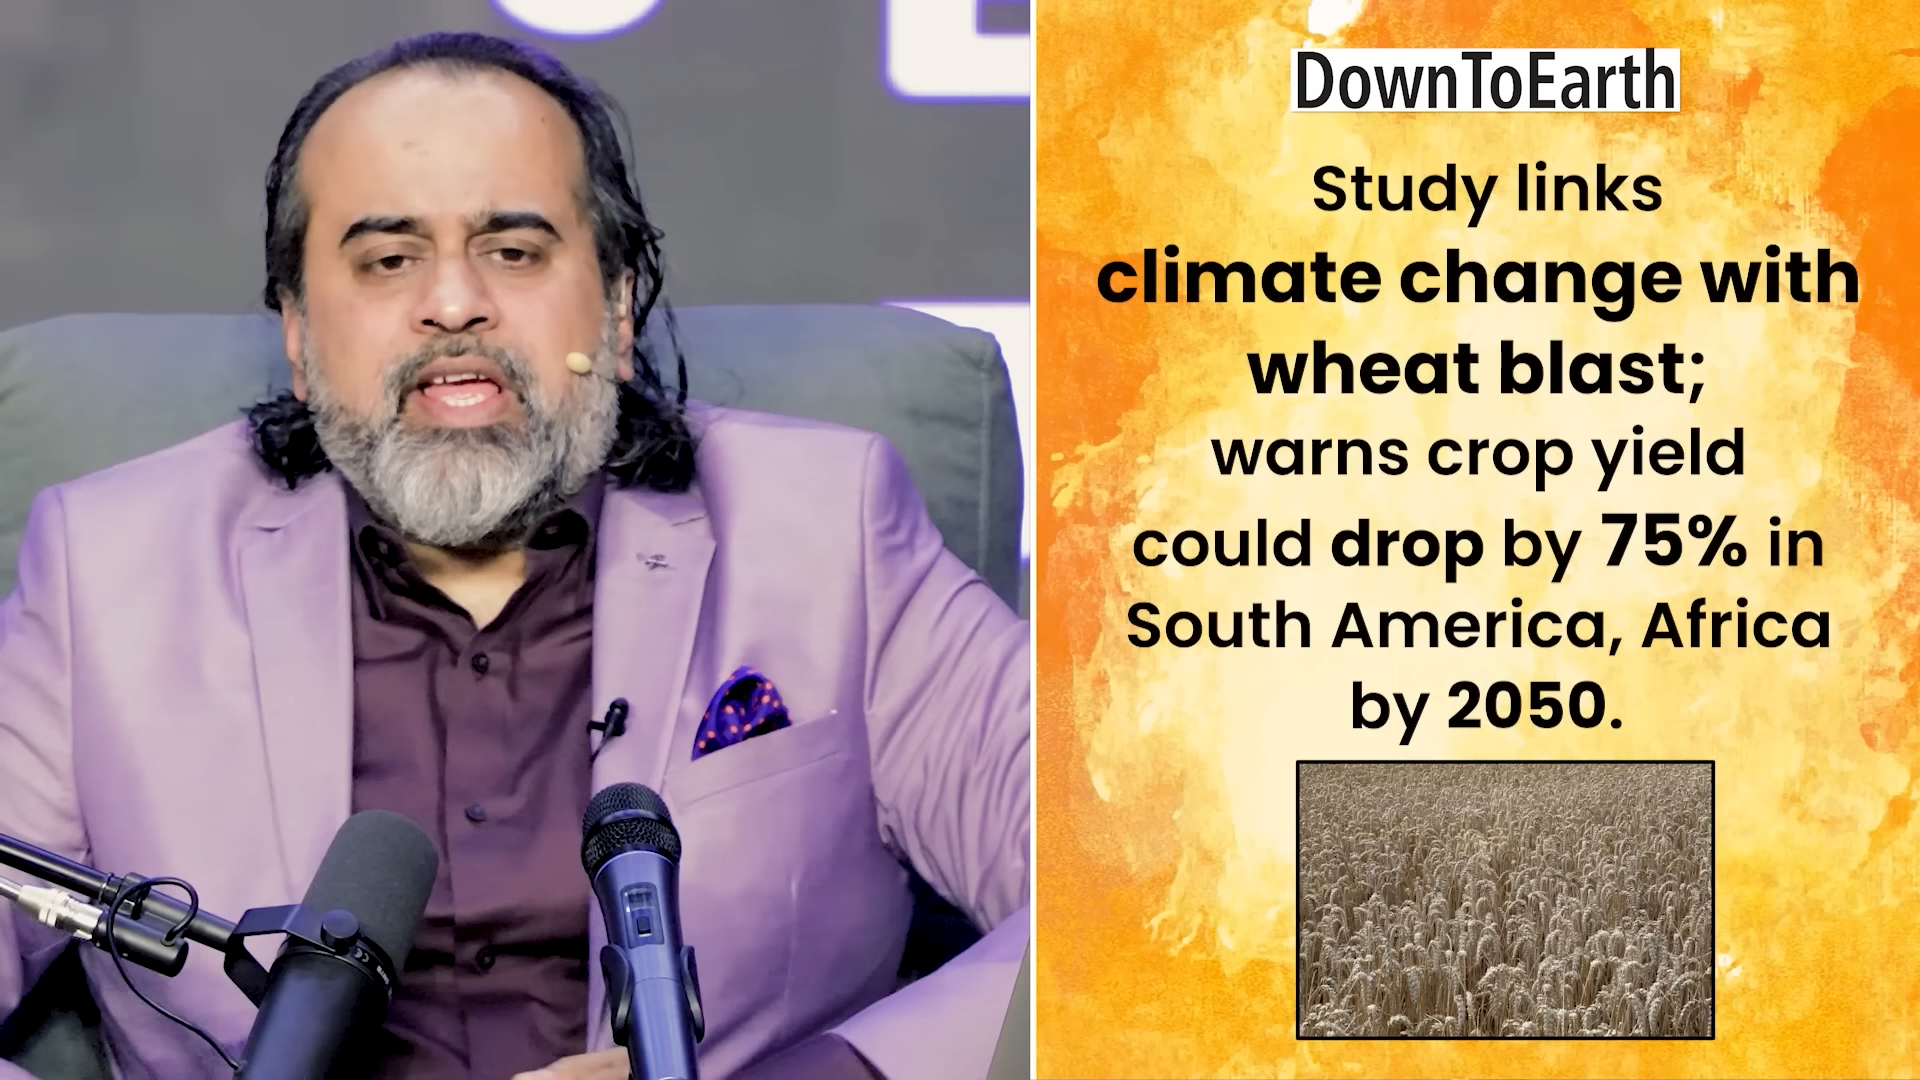 DownToEarth
Study links
climate change with
wheat blast;
warns crop yield
could drop by 75% in
South America, Africa
by 2050.